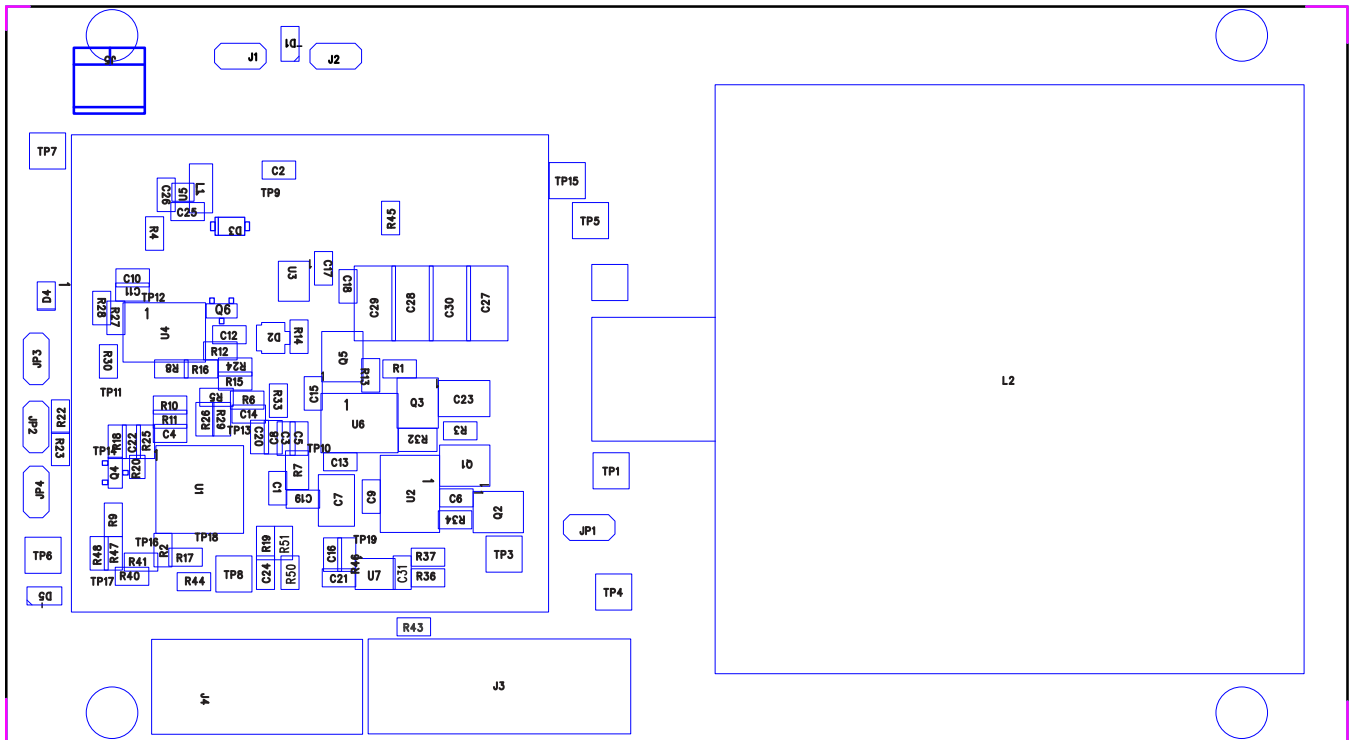 D1
J5
J1
J2
TP7
C2
TP15
L1
U5
C26
TP9
C25
R45
TP5
R4
D3
C17
U3
1
C10
C18
D4
1
C11
TP12
R28
R27
1
U4
Q6
C29
C28
C30
C27
C12
D2
R14
R12
Q5
JP3
R30
R8
R16
R24
R13
R1
L2
R15
TP11
C15
Q3
C23
R5
R6
R33
R10
R26
R29
C14
1
U6
R22
JP2
R11
TP13
R3
C4
C20
C8
C3
C5
R32
R18
C22
R25
R23
TP14
TP10
C13
Q4
R20
R7
Q1
TP1
JP4
U1
C1
C19
C7
C9
U2
1
C6
Q2
R9
R34
JP1
TP16
TP18
R19
R51
TP19
TP6
R48
R47
R2
R17
C16
R46
R37
TP3
R41
R40
TP17
R44
TP8
C24
R50
C21
U7
C31
R36
TP4
D5
R43
J4
J3